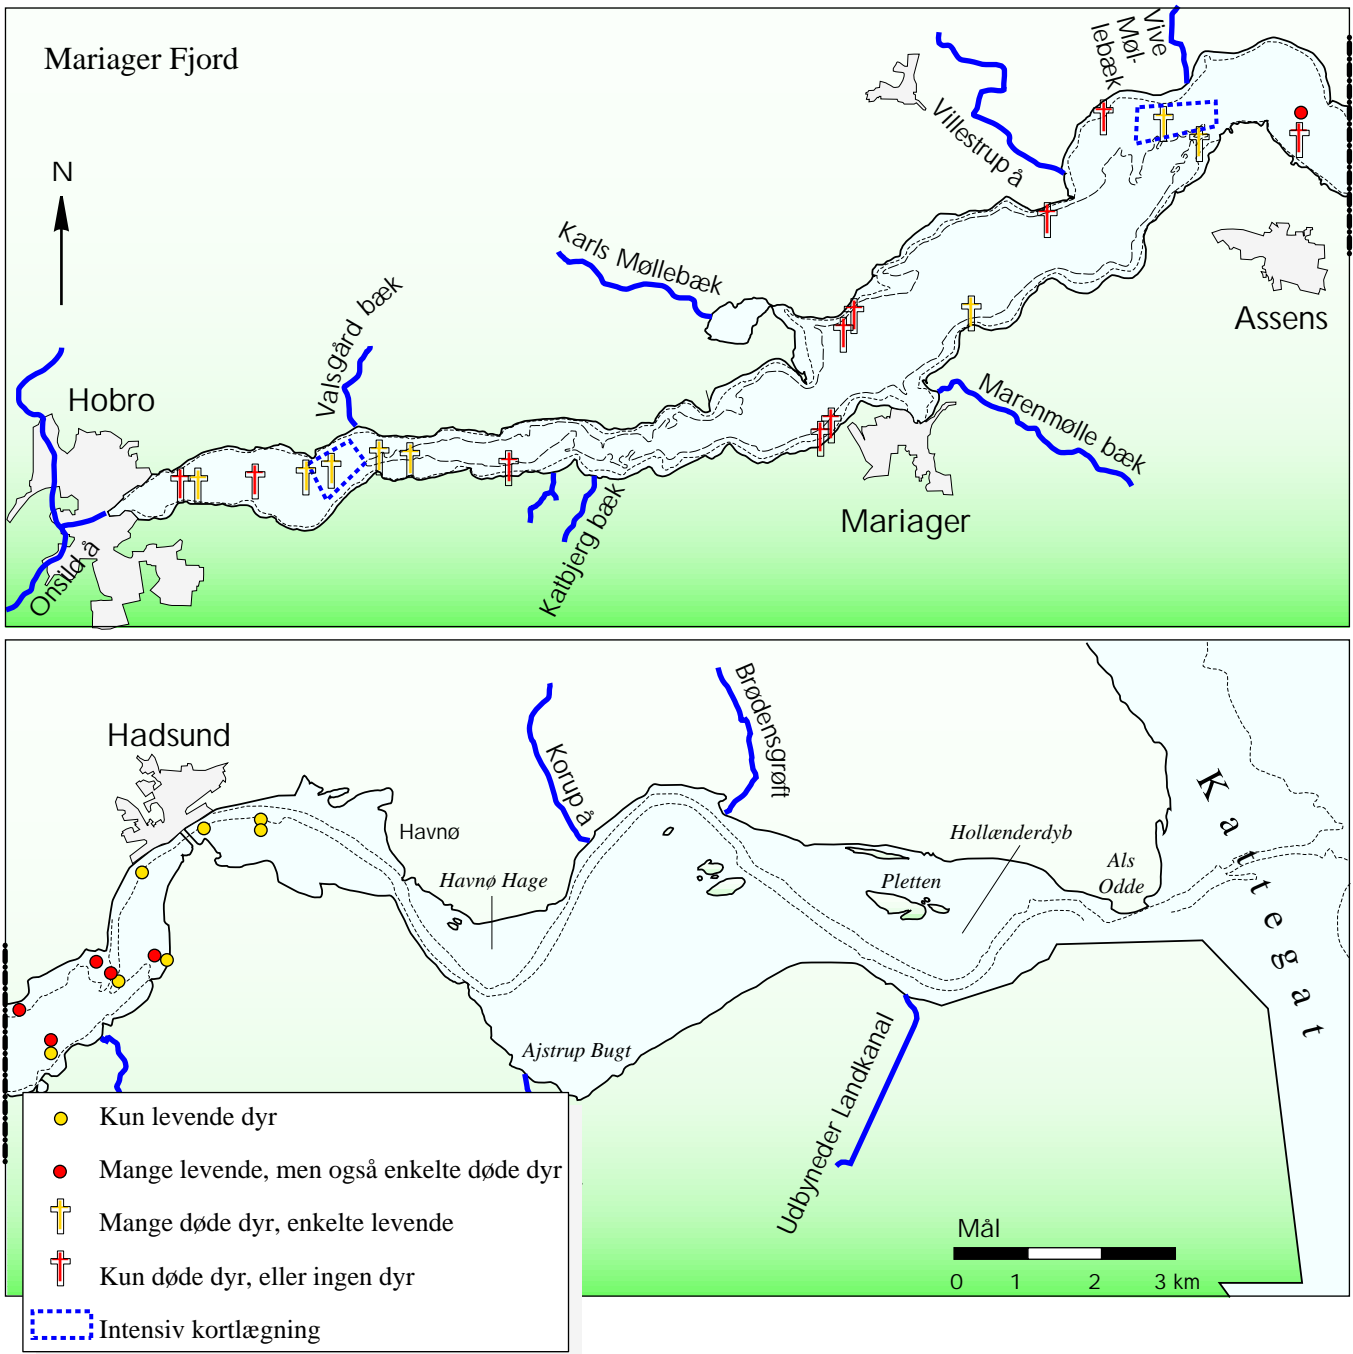 Mariager Fjord
N
Vive
Møl-
lebæk
Villestrup å
Karls Møllebæk
Assens
Valsgård bæk
Hobro
Marenmølle bæk
Mariager
Katbjerg bæk
Onsild å
Hadsund
Brødensgrøft
Korup å
Havnø
Hollænderdyb
Havnø Hage
Pletten
Als
Odde
Kattegat
Ajstrup Bugt
Udbyneder Landkanal
Kun levende dyr
Mange levende, men også enkelte døde dyr
Mange døde dyr, enkelte levende
Kun døde dyr, eller ingen dyr
Intensiv kortlægning
Mål
0 1 2 3 km